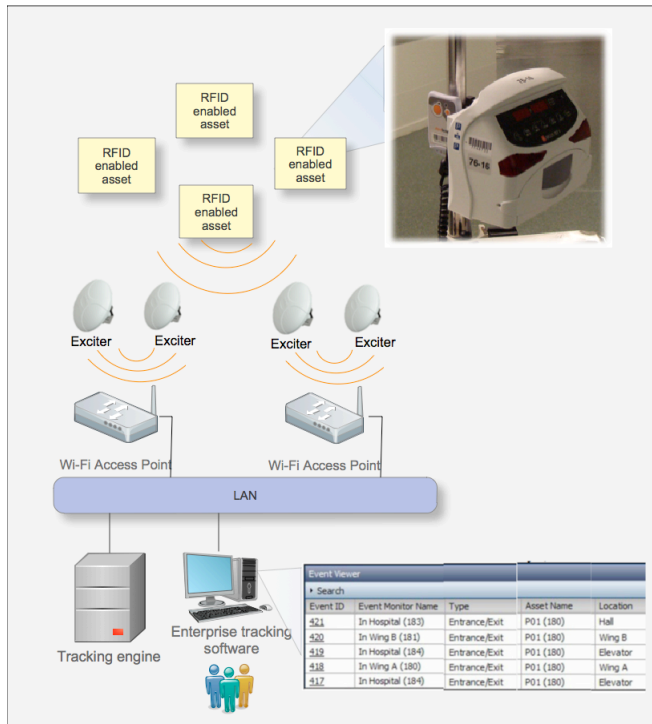 RFID
enabled
asset
RFID
enabled
asset
RFID
enabled
asset
RFID
enabled
asset
76-16
Exciter
Exciter
Exciter
Exciter
Wi-Fi Access Point
Wi-Fi Access Point
LAN
Tracking engine
Enterprise tracking
software
Event Viewer
Search
Event ID Event Monitor Name Type Asset Name Location
421 In Hospital (183) Entrance/Exit P01 (180) Hall
420 In Wing B (181) Entrance/Exit P01 (180) Wing B
419 In Hospital (184) Entrance/Exit P01 (180) Elevator
418 In Wing A (180) Entrance/Exit P01 (180) Wing A
417 In Hospital (184) Entrance/Exit P01 (180) Elevator